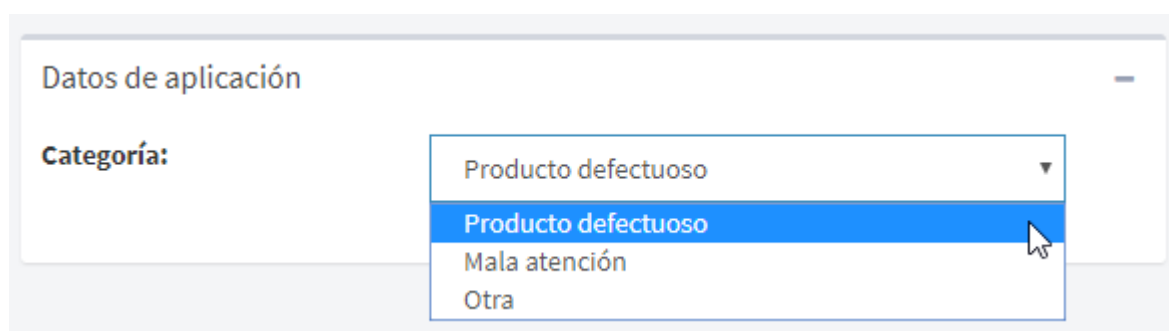 Datos de aplicación
Categoría:
Producto defectuoso
Producto defectuoso
Mala atención
Otra